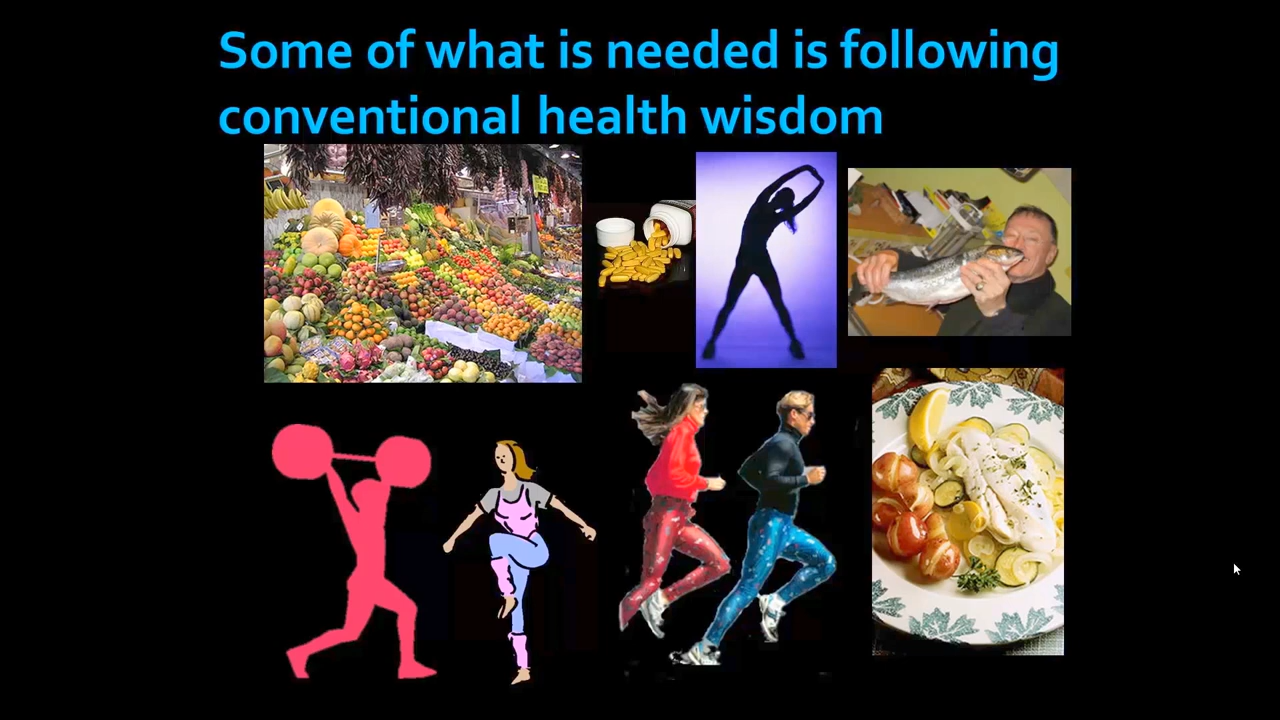 Some of what is needed is following
conventional health wisdom